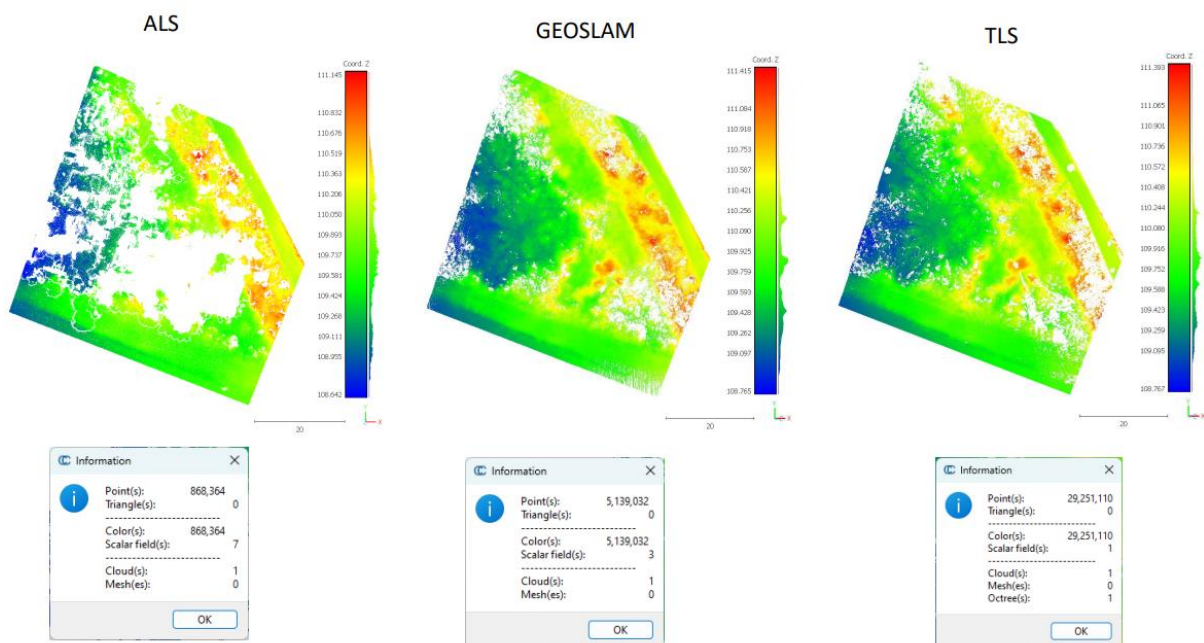 ALS
GEOSLAM
TLS
Coord. Z
111.145
110.832
110.676
110.519
110.363
110.206
110.050
109.893
109.737
109.581
109.424
109.268
109.111
108.955
108.642
20
Coord. Z
111.415
111.084
110.918
110.753
110.587
110.421
110.256
110.090
109.925
109.759
109.593
109.428
109.262
109.097
108.765
20
Coord. Z
111.393
111.065
110.901
110.736
110.572
110.408
110.244
110.080
109.916
109.752
109.588
109.423
109.259
109.095
108.767
20
Information
Point(s): 868,364
Triangle(s): 0
Color(s): 868,364
Scalar field(s): 7
Cloud(s): 1
Mesh(es): 0
OK
Information
Point(s): 5,139,032
Triangle(s): 0
Color(s): 5,139,032
Scalar field(s): 3
Cloud(s): 1
Mesh(es): 0
OK
Information
Point(s): 29,251,110
Triangle(s): 0
Color(s): 29,251,110
Scalar field(s): 1
Cloud(s): 1
Mesh(es): 0
Octree(s): 1
OK